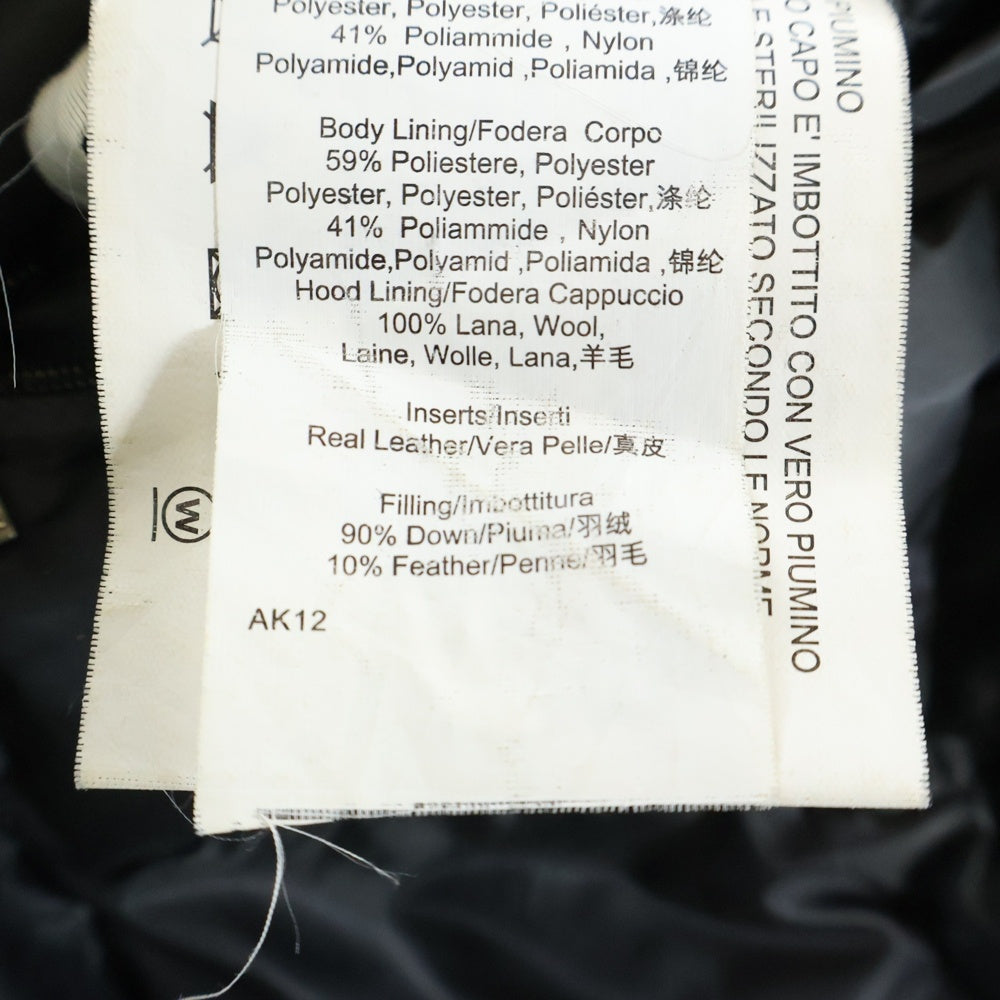 Polyester, Polyester, Poliéster,涤纶
41% Poliammide , Nylon
Polyamide,Polyamid ,Poliamida ,锦纶
Body Lining/Fodera Corpo
59% Poliestere, Polyester
Polyester, Polyester, Poliéster,涤纶
41% Poliammide , Nylon
Polyamide,Polyamid ,Poliamida ,锦纶
Hood Lining/Fodera Cappuccio
100% Lana, Wool,
Laine, Wolle, Lana,羊毛
Inserts/Inserti
Real Leather/Vera Pelle/真皮
Filling/Imbottitura
90% Down/Piuma/羽绒
10% Feather/Penne/羽毛
AK12
W
PIUMINO
CAPO E' IMBOTTITO CON VERO PIUMINO
SECONDO LE NORME